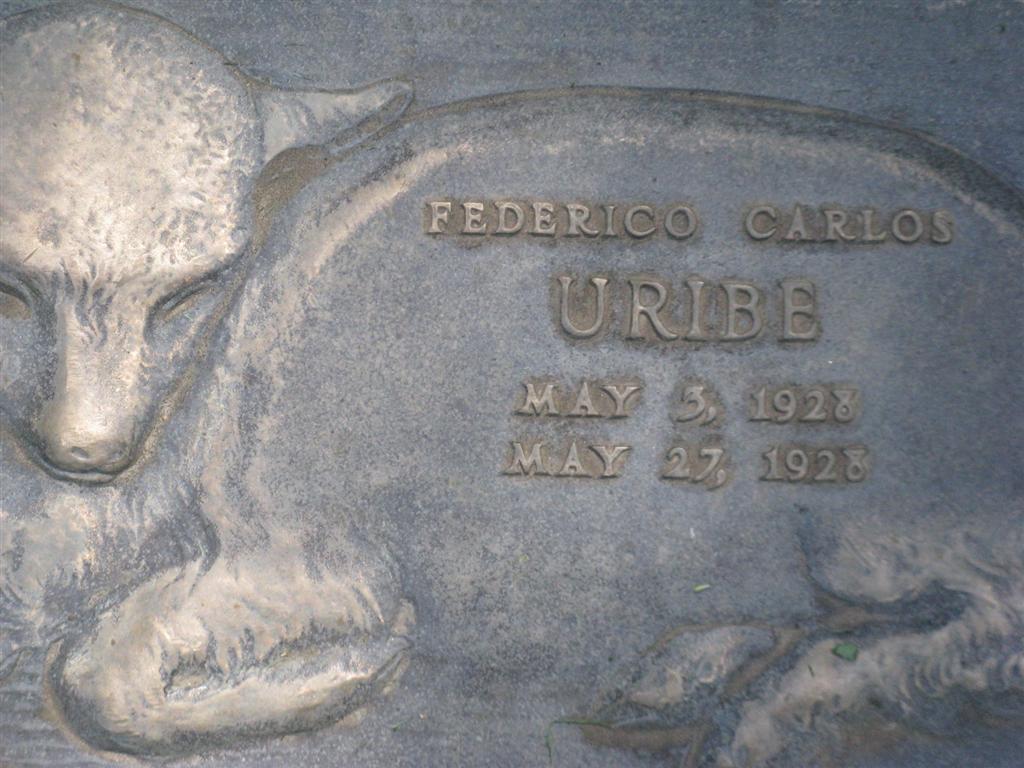 FEDERICO CARLOS
URIBE
MAY 5, 1928
MAY 27, 1928